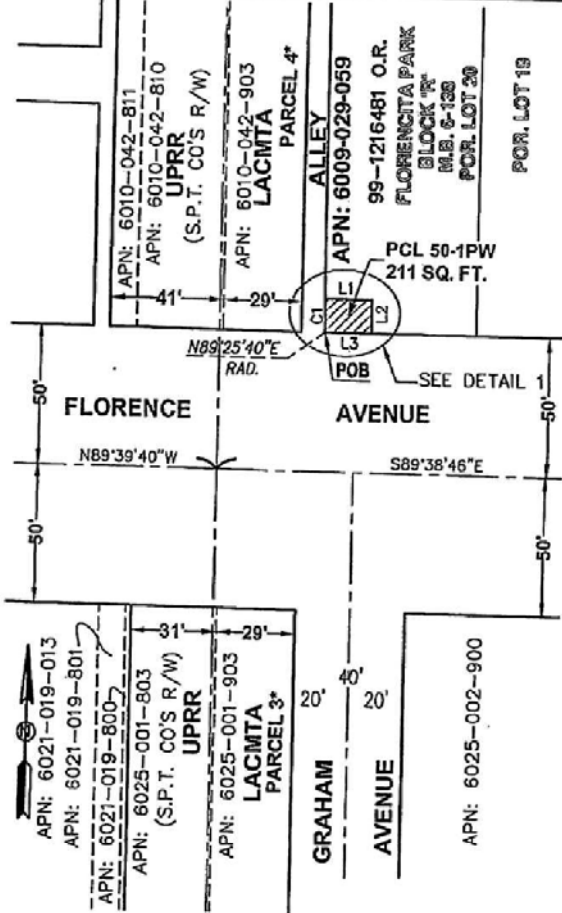 APN: 6010-042-811
APN: 6010-042-810
UPRR
(S.P.T. CO'S R/W)
APN: 6010-042-903
LACMTA
PARCEL 4*
ALLEY
APN: 6009-029-059
99-1216481 O.R.
FLORENCITA PARK
BLOCK "R"
M.B. 6-138
POR. LOT 20
POR. LOT 19
PCL 50-1PW
211 SQ. FT.
41'
29'
L1
C1
L2
L3
N89°25'40"E
RAD.
POB
SEE DETAIL 1
50'
FLORENCE
AVENUE
50'
N89°39'40"W
S89°38'46"E
50'
50'
31'
29'
N
APN: 6021-019-013
APN: 6021-019-801
APN: 6021-019-800
APN: 6025-001-803
(S.P.T. CO'S R/W)
UPRR
APN: 6025-001-903
LACMTA
PARCEL 3*
20'
40'
20'
GRAHAM
AVENUE
APN: 6025-002-900